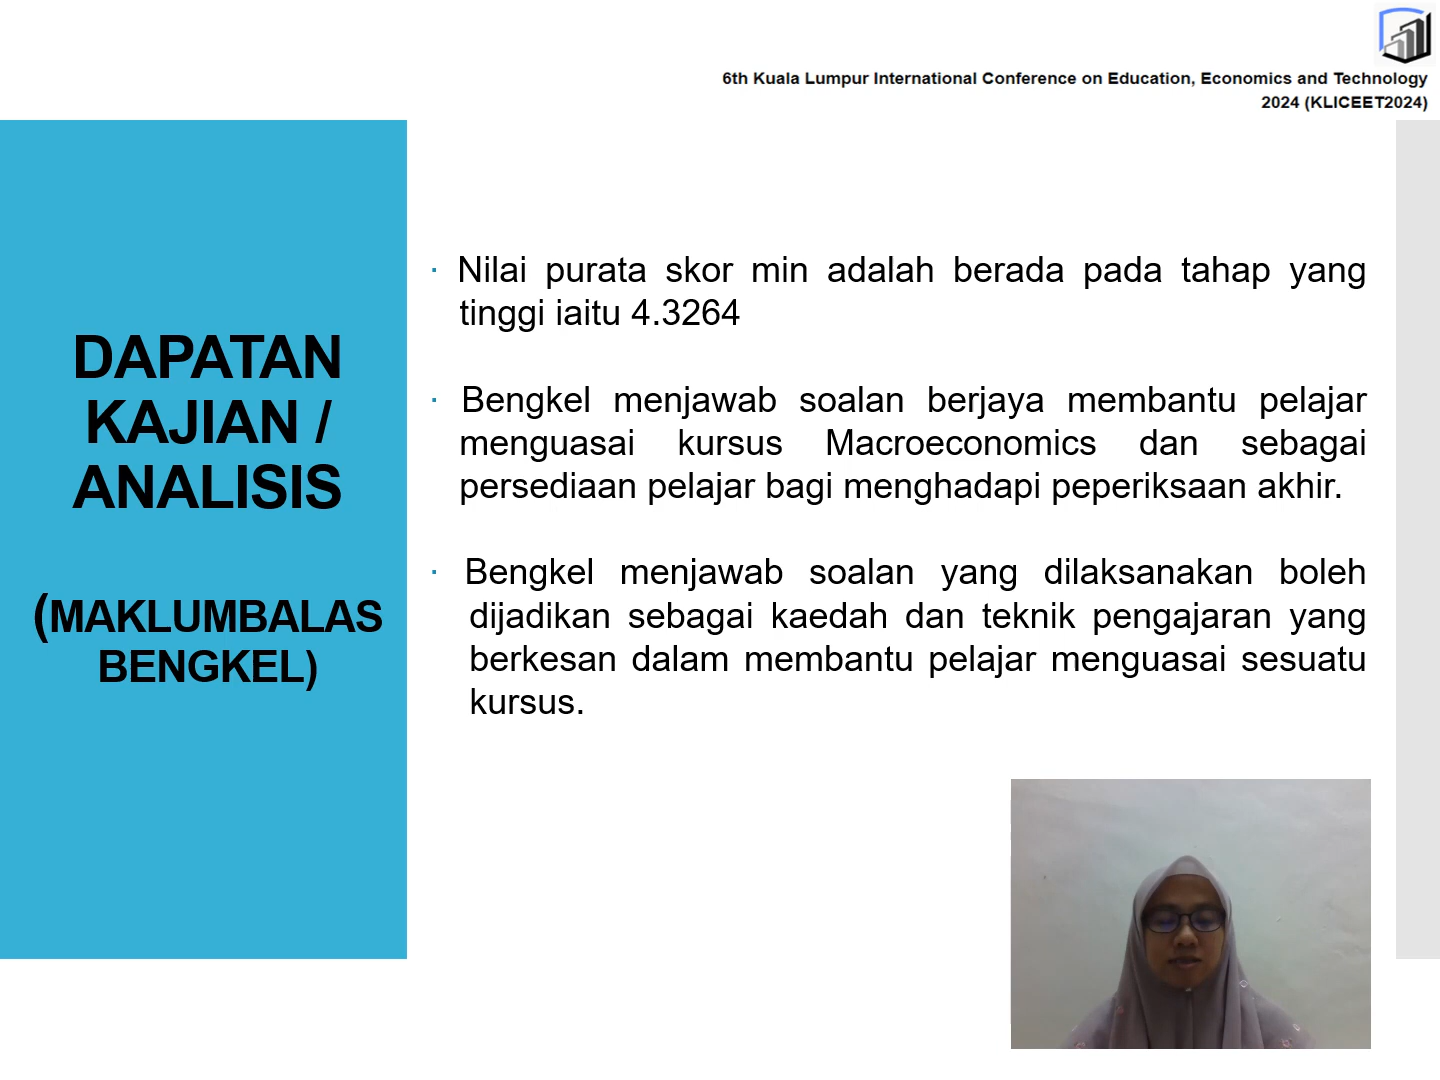 6th Kuala Lumpur International Conference on Education, Economics and Technology
2024 (KLICEET2024)
DAPATAN
KAJIAN /
ANALISIS
(MAKLUMBALAS
BENGKEL)
· Nilai purata skor min adalah berada pada tahap yang
tinggi iaitu 4.3264
· Bengkel menjawab soalan berjaya membantu pelajar
menguasai kursus Macroeconomics dan sebagai
persediaan pelajar bagi menghadapi peperiksaan akhir.
· Bengkel menjawab soalan yang dilaksanakan boleh
dijadikan sebagai kaedah dan teknik pengajaran yang
berkesan dalam membantu pelajar menguasai sesuatu
kursus.